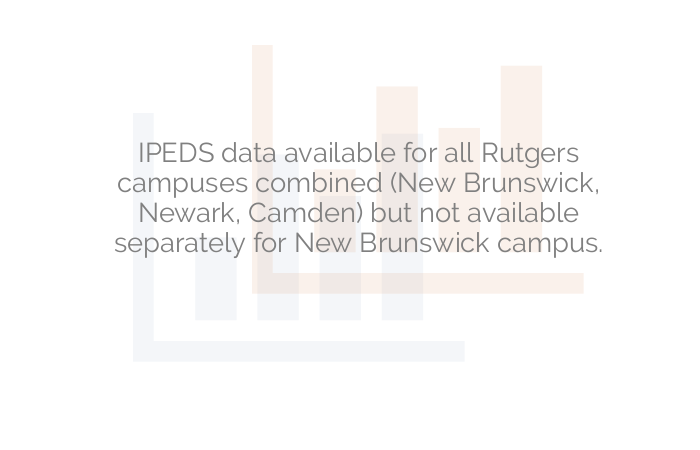 IPEDS data available for all Rutgers
campuses combined (New Brunswick,
Newark, Camden) but not available
separately for New Brunswick campus.